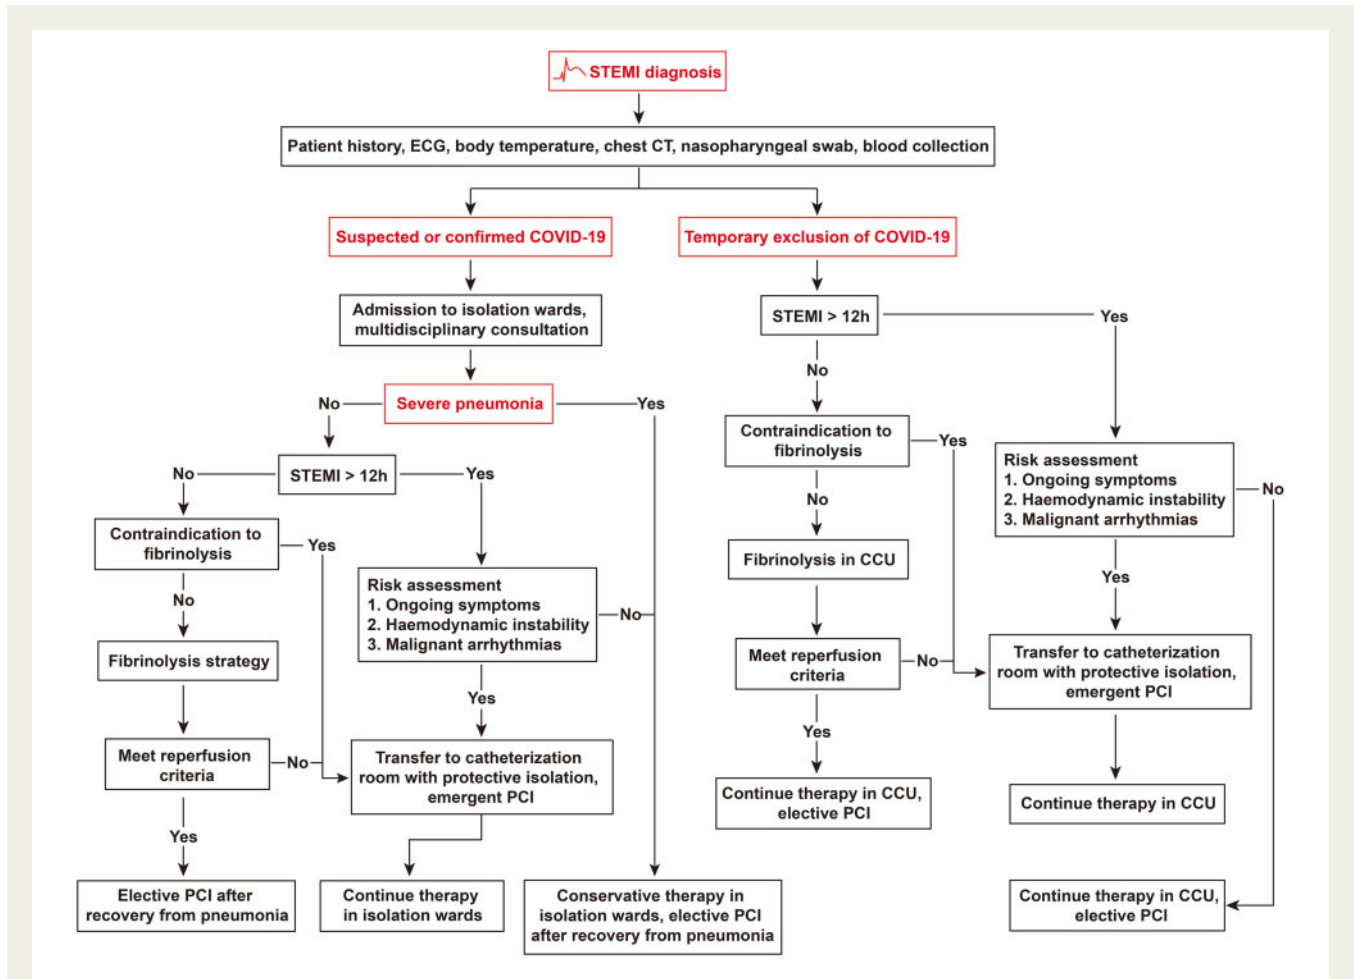 STEMI diagnosis
Patient history, ECG, body temperature, chest CT, nasopharyngeal swab, blood collection
Suspected or confirmed COVID-19
Temporary exclusion of COVID-19
Admission to isolation wards,
multidisciplinary consultation
STEMI > 12h
Yes
No
No
Severe pneumonia
Yes
Contraindication to
fibrinolysis
Yes
Risk assessment
1. Ongoing symptoms
2. Haemodynamic instability
3. Malignant arrhythmias
No
No
STEMI > 12h
Yes
No
Contraindication to
fibrinolysis
Yes
Fibrinolysis in CCU
Yes
Risk assessment
1. Ongoing symptoms
2. Haemodynamic instability
3. Malignant arrhythmias
No
No
Fibrinolysis strategy
Meet reperfusion
criteria
No
Transfer to catheterization
room with protective isolation,
emergent PCI
Yes
Yes
Meet reperfusion
criteria
No
Transfer to catheterization
room with protective isolation,
emergent PCI
Continue therapy in CCU,
elective PCI
Continue therapy in CCU
Yes
Elective PCI after
recovery from pneumonia
Continue therapy
in isolation wards
Conservative therapy in
isolation wards, elective PCI
after recovery from pneumonia
Continue therapy in CCU,
elective PCI